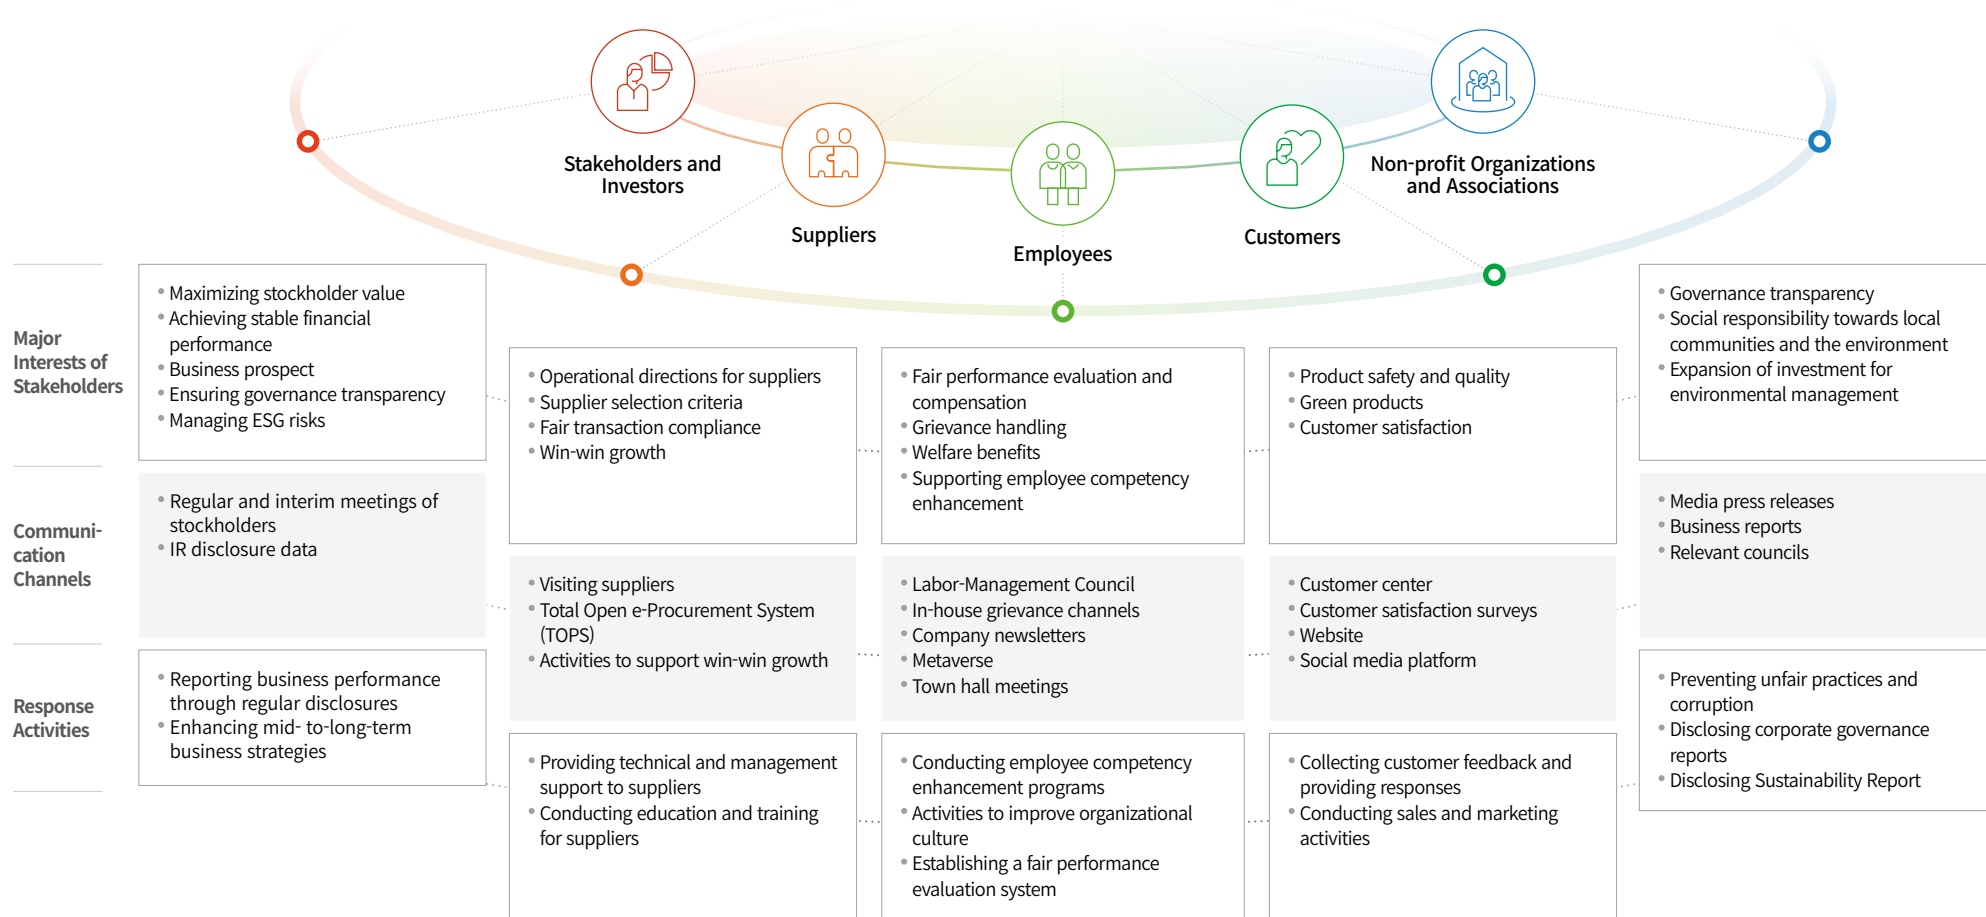 Stakeholders and
Investors
Suppliers
Employees
Customers
Non-profit Organizations
and Associations
Major
Interests of
Stakeholders
• Maximizing stockholder value
• Achieving stable financial
performance
• Business prospect
• Ensuring governance transparency
• Managing ESG risks
• Operational directions for suppliers
• Supplier selection criteria
• Fair transaction compliance
• Win-win growth
• Fair performance evaluation and
compensation
• Grievance handling
• Welfare benefits
• Supporting employee competency
enhancement
• Product safety and quality
• Green products
• Customer satisfaction
• Governance transparency
• Social responsibility towards local
communities and the environment
• Expansion of investment for
environmental management
Communi-
cation
Channels
• Regular and interim meetings of
stockholders
• IR disclosure data
• Visiting suppliers
• Total Open e-Procurement System
(TOPS)
• Activities to support win-win growth
• Labor-Management Council
• In-house grievance channels
• Company newsletters
• Metaverse
• Town hall meetings
• Customer center
• Customer satisfaction surveys
• Website
• Social media platform
• Media press releases
• Business reports
• Relevant councils
Response
Activities
• Reporting business performance
through regular disclosures
• Enhancing mid- to-long-term
business strategies
• Providing technical and management
support to suppliers
• Conducting education and training
for suppliers
• Conducting employee competency
enhancement programs
• Activities to improve organizational
culture
• Establishing a fair performance
evaluation system
• Collecting customer feedback and
providing responses
• Conducting sales and marketing
activities
• Preventing unfair practices and
corruption
• Disclosing corporate governance
reports
• Disclosing Sustainability Report